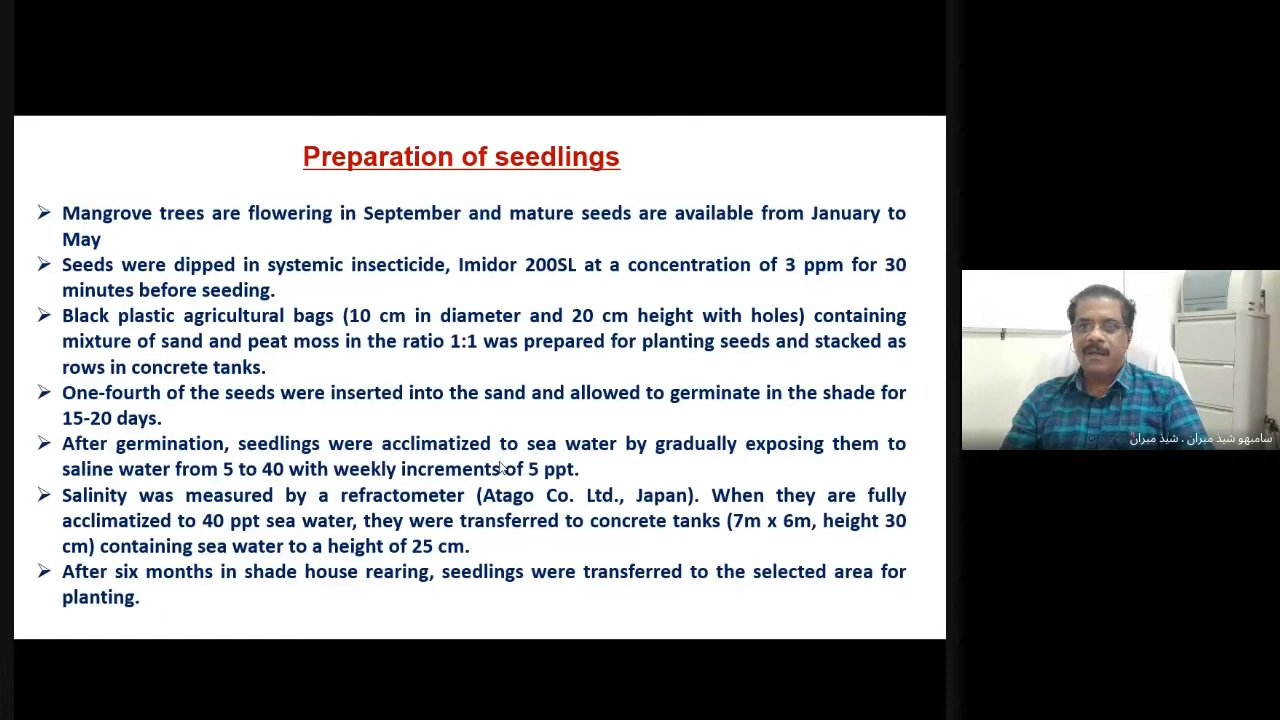 Preparation of seedlings
➢ Mangrove trees are flowering in September and mature seeds are available from January to
May
➢ Seeds were dipped in systemic insecticide, Imidor 200SL at a concentration of 3 ppm for 30
minutes before seeding.
➢ Black plastic agricultural bags (10 cm in diameter and 20 cm height with holes) containing
mixture of sand and peat moss in the ratio 1:1 was prepared for planting seeds and stacked as
rows in concrete tanks.
➢ One-fourth of the seeds were inserted into the sand and allowed to germinate in the shade for
15-20 days.
➢ After germination, seedlings were acclimatized to sea water by gradually exposing them to
saline water from 5 to 40 with weekly increments of 5 ppt.
➢ Salinity was measured by a refractometer (Atago Co. Ltd., Japan). When they are fully
acclimatized to 40 ppt sea water, they were transferred to concrete tanks (7m x 6m, height 30
cm) containing sea water to a height of 25 cm.
➢ After six months in shade house rearing, seedlings were transferred to the selected area for
planting.
سامبهو شيذ ميران ، شيذ ميران